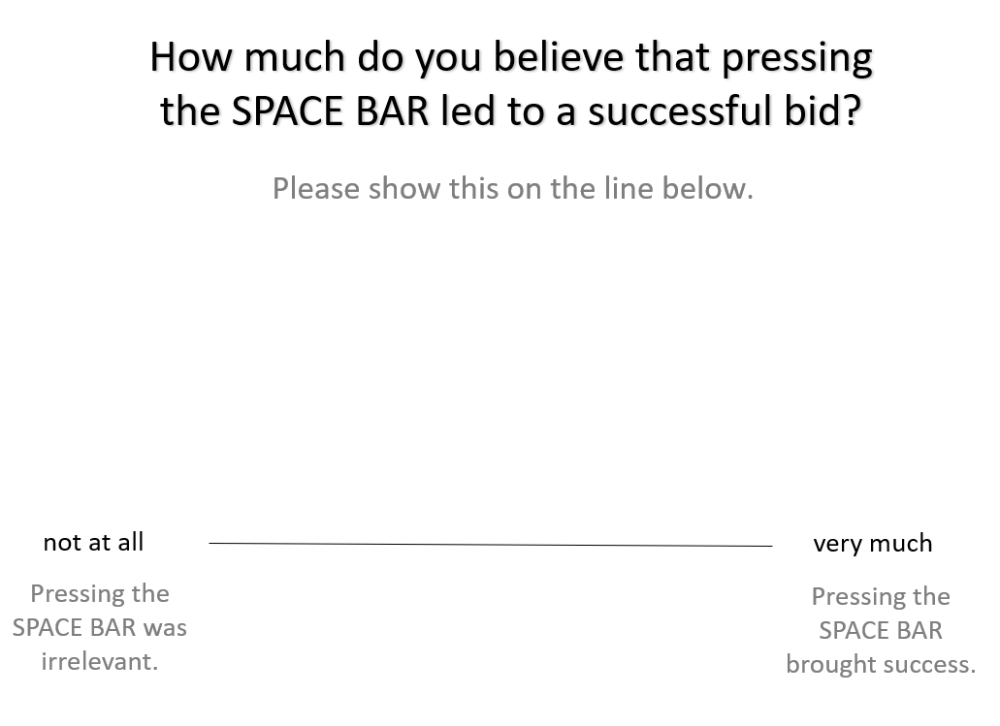 How much do you believe that pressing
the SPACE BAR led to a successful bid?
Please show this on the line below.
not at all
very much
Pressing the
SPACE BAR was
irrelevant.
Pressing the
SPACE BAR
brought success.